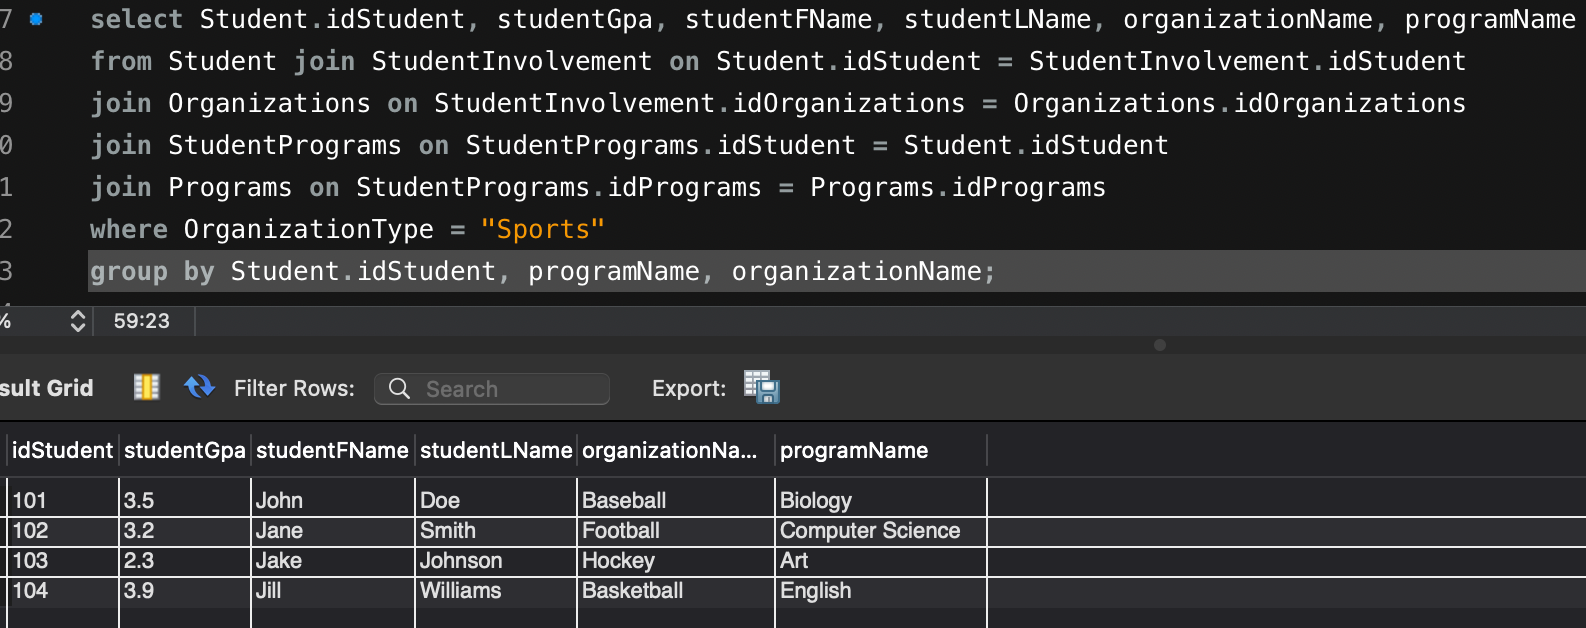 7 select Student.idStudent, studentGpa, studentFName, studentLName, organizationName, programName
8 from Student join StudentInvolvement on Student.idStudent = StudentInvolvement.idStudent
9 join Organizations on StudentInvolvement.idOrganizations = Organizations.idOrganizations
0 join StudentPrograms on StudentPrograms.idStudent = Student.idStudent
1 join Programs on StudentPrograms.idPrograms = Programs.idPrograms
2 where OrganizationType = "Sports"
3 group by Student.idStudent, programName, organizationName;
% 59:23
sult Grid Filter Rows: Search Export:
idStudent studentGpa studentFName studentLName organizationNa... programName
101 3.5 John Doe Baseball Biology
102 3.2 Jane Smith Football Computer Science
103 2.3 Jake Johnson Hockey Art
104 3.9 Jill Williams Basketball English